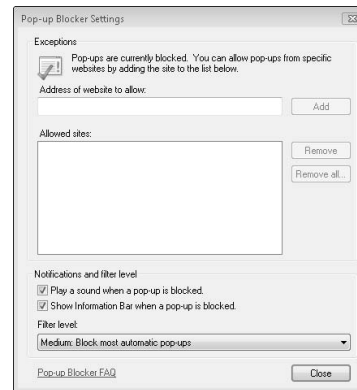 Pop-up Blocker Settings
Exceptions
Pop-ups are currently blocked. You can allow pop-ups from specific
websites by adding the site to the list below.
Address of website to allow:
Add
Allowed sites:
Remove
Remove all...
Notifications and filter level
Play a sound when a pop-up is blocked.
Show Information Bar when a pop-up is blocked.
Filter level:
Medium: Block most automatic pop-ups
Pop-up Blocker FAQ
Close